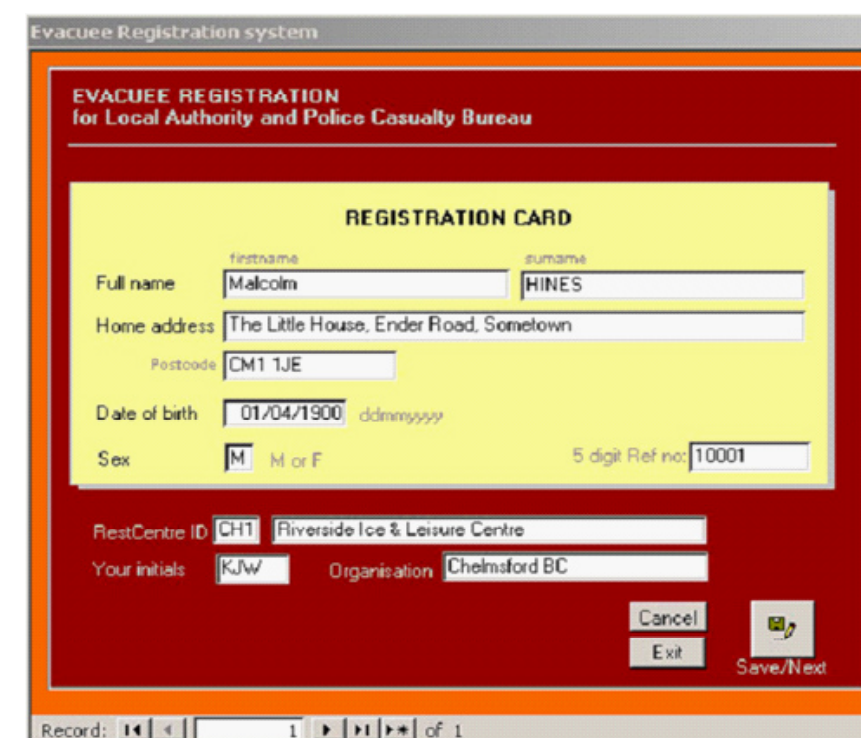 Evacuee Registration system
EVACUEE REGISTRATION
for Local Authority and Police Casualty Bureau
REGISTRATION CARD
firstname surname
Full name Malcolm HINES
Home address The Little House, Ender Road, Sometown
Postcode CM1 1JE
Date of birth 01/04/1900 ddmmyyyy
Sex M M or F 5 digit Ref no: 10001
RestCentre ID CH1 Riverside Ice & Leisure Centre
Your initials KJW Organisation Chelmsford BC
Cancel
Exit
Save/Next
Record: 1 of 1